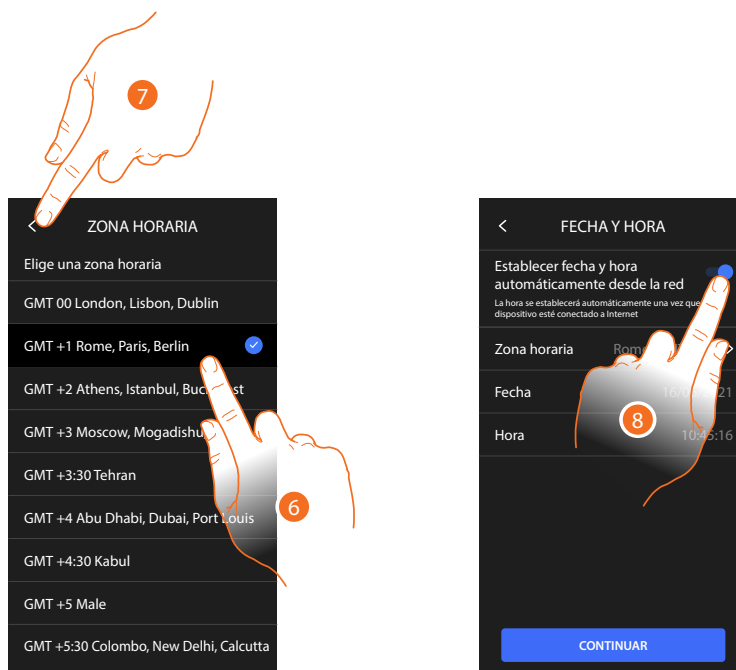 7
ZONA HORARIA
Elige una zona horaria
GMT 00 London, Lisbon, Dublin
GMT +1 Rome, Paris, Berlin
GMT +2 Athens, Istanbul,
GMT +3 Moscow, Mogadishu
GMT +3:30 Tehran
GMT +4 Abu Dhabi, Dubai, Port Louis
GMT +4:30 Kabul
GMT +5 Male
GMT +5:30 Colombo, New Delhi, Calcutta
6
FECHA Y HORA
Establecer fecha y hora
automáticamente desde la red
La hora se establecerá automáticamente una vez que
dispositivo esté conectado a Internet
Zona horaria
Fecha
Hora 10:45:16
8
CONTINUAR